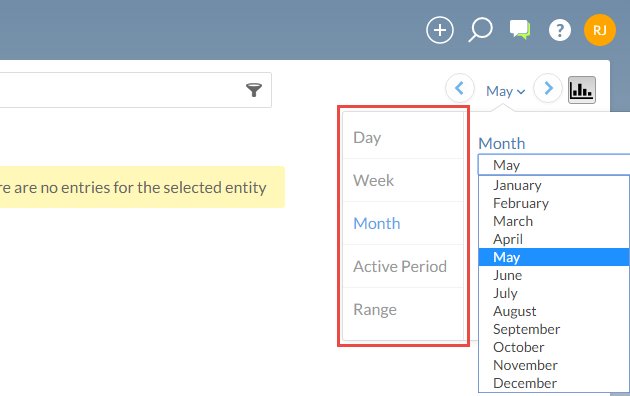 ?
RJ
May
re are no entries for the selected entity
Day
Week
Month
Active Period
Range
Month
May
January
February
March
April
May
June
July
August
September
October
November
December